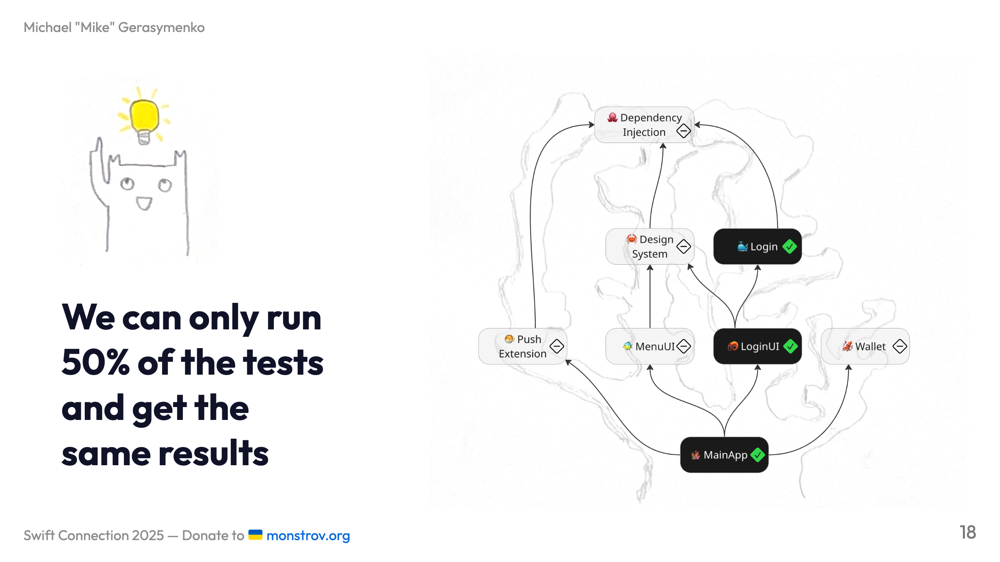 Michael "Mike" Gerasymenko
We can only run
50% of the tests
and get the
same results
🐙 Dependency
Injection
🦀 Design
System
🐳 Login
🐡 Push
Extension
🐠 MenuUI
🦐 LoginUI
🦑 Wallet
🪸 MainApp
Swift Connection 2025 — Donate to 🇺🇦 monstrov.org
18